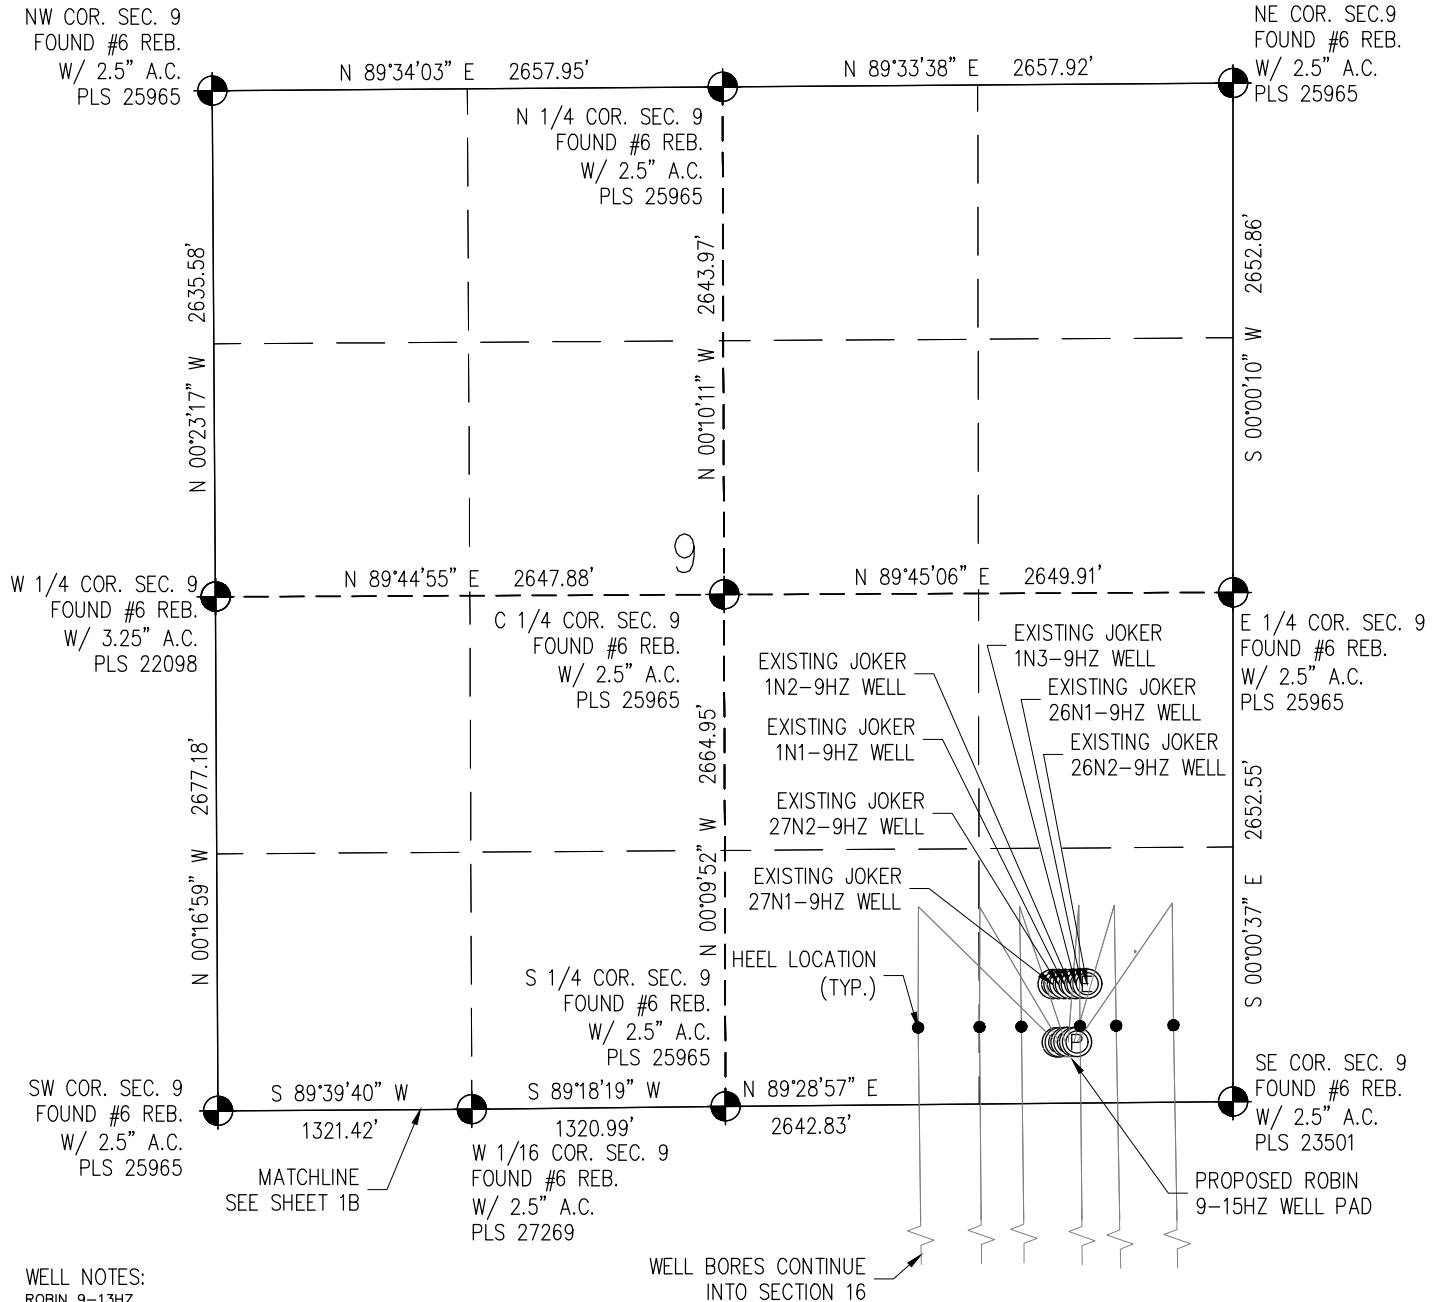 NW COR. SEC. 9
FOUND #6 REB.
W/ 2.5" A.C.
PLS 25965
N 89°34'03" E 2657.95'
N 89°33'38" E 2657.92'
NE COR. SEC.9
FOUND #6 REB.
W/ 2.5" A.C.
PLS 25965
N 1/4 COR. SEC. 9
FOUND #6 REB.
W/ 2.5" A.C.
PLS 25965
N 00°23'17" W 2635.58'
N 00°10'11" W 2643.97'
S 00°00'10" W 2652.86'
9
W 1/4 COR. SEC. 9
FOUND #6 REB.
W/ 3.25" A.C.
PLS 22098
N 89°44'55" E 2647.88'
N 89°45'06" E 2649.91'
C 1/4 COR. SEC. 9
FOUND #6 REB.
W/ 2.5" A.C.
PLS 25965
E 1/4 COR. SEC. 9
FOUND #6 REB.
W/ 2.5" A.C.
PLS 25965
EXISTING JOKER
1N3-9HZ WELL
EXISTING JOKER
1N2-9HZ WELL
EXISTING JOKER
26N1-9HZ WELL
EXISTING JOKER
1N1-9HZ WELL
EXISTING JOKER
26N2-9HZ WELL
EXISTING JOKER
27N2-9HZ WELL
EXISTING JOKER
27N1-9HZ WELL
N 00°16'59" W 2677.18'
N 00°09'52" W 2664.95'
S 00°00'37" E 2652.55'
HEEL LOCATION
(TYP.)
S 1/4 COR. SEC. 9
FOUND #6 REB.
W/ 2.5" A.C.
PLS 25965
P
SW COR. SEC. 9
FOUND #6 REB.
W/ 2.5" A.C.
PLS 25965
S 89°39'40" W
1321.42'
S 89°18'19" W
1320.99'
N 89°28'57" E
2642.83'
SE COR. SEC. 9
FOUND #6 REB.
W/ 2.5" A.C.
PLS 23501
MATCHLINE
SEE SHEET 1B
W 1/16 COR. SEC. 9
FOUND #6 REB.
W/ 2.5" A.C.
PLS 27269
PROPOSED ROBIN
9-15HZ WELL PAD
WELL BORES CONTINUE
INTO SECTION 16
WELL NOTES:
ROBIN 9-13HZ